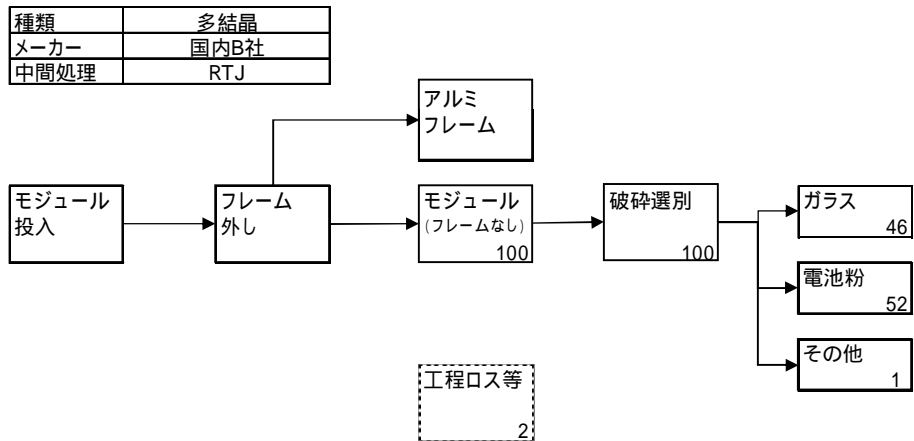 種類 多結晶
メーカー 国内B社
中間処理 RTJ
アルミ
フレーム
モジュール
投入
フレーム
外し
モジュール
(フレームなし)
100
破砕選別
100
ガラス
46
電池粉
52
その他
1
工程ロス等
2